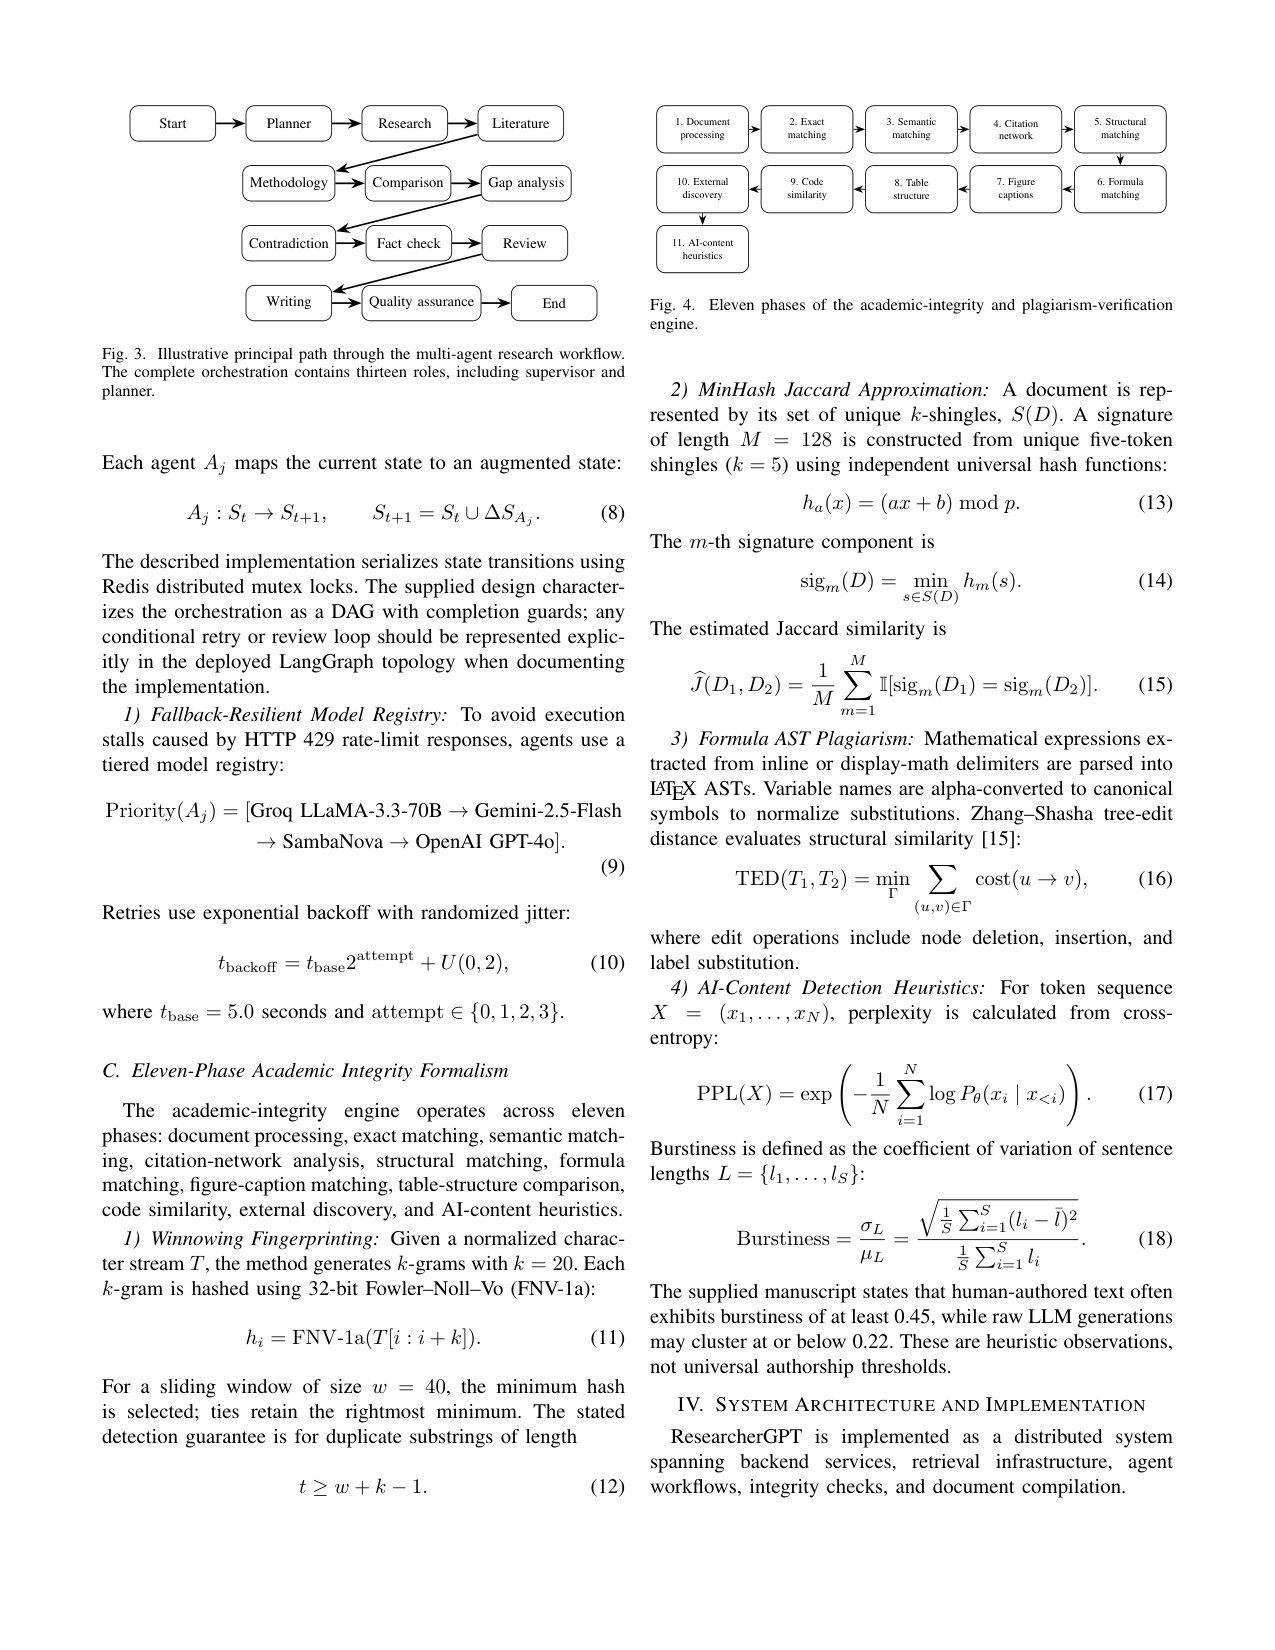 Start
Planner
Research
Literature
Methodology
Comparison
Gap analysis
Contradiction
Fact check
Review
Writing
Quality assurance
End
Fig. 3. Illustrative principal path through the multi-agent research workflow.
The complete orchestration contains thirteen roles, including supervisor and
planner.
Each agent A_j maps the current state to an augmented state:
A_j : S_t → S_{t+1},  S_{t+1} = S_t ∪ ΔS_{A_j}. (8)
The described implementation serializes state transitions using
Redis distributed mutex locks. The supplied design character-
izes the orchestration as a DAG with completion guards; any
conditional retry or review loop should be represented explic-
itly in the deployed LangGraph topology when documenting
the implementation.
1) Fallback-Resilient Model Registry: To avoid execution
stalls caused by HTTP 429 rate-limit responses, agents use a
tiered model registry:
Priority(A_j) = [Groq LLaMA-3.3-70B → Gemini-2.5-Flash
→ SambaNova → OpenAI GPT-4o].
(9)
Retries use exponential backoff with randomized jitter:
t_backoff = t_base 2^attempt + U(0, 2), (10)
where t_base = 5.0 seconds and attempt ∈ {0, 1, 2, 3}.
C. Eleven-Phase Academic Integrity Formalism
The academic-integrity engine operates across eleven
phases: document processing, exact matching, semantic match-
ing, citation-network analysis, structural matching, formula
matching, figure-caption matching, table-structure comparison,
code similarity, external discovery, and AI-content heuristics.
1) Winnowing Fingerprinting: Given a normalized charac-
ter stream T, the method generates k-grams with k = 20. Each
k-gram is hashed using 32-bit Fowler–Noll–Vo (FNV-1a):
h_i = FNV-1a(T[i : i + k]). (11)
For a sliding window of size w = 40, the minimum hash
is selected; ties retain the rightmost minimum. The stated
detection guarantee is for duplicate substrings of length
t ≥ w + k − 1. (12)
1. Document
processing
2. Exact
matching
3. Semantic
matching
4. Citation
network
5. Structural
matching
10. External
discovery
9. Code
similarity
8. Table
structure
7. Figure
captions
6. Formula
matching
11. AI-content
heuristics
Fig. 4. Eleven phases of the academic-integrity and plagiarism-verification
engine.
2) MinHash Jaccard Approximation: A document is rep-
resented by its set of unique k-shingles, S(D). A signature
of length M = 128 is constructed from unique five-token
shingles (k = 5) using independent universal hash functions:
h_a(x) = (ax + b) mod p. (13)
The m-th signature component is
sig_m(D) = min_{s∈S(D)} h_m(s). (14)
The estimated Jaccard similarity is
Ĵ(D_1, D_2) = 1/M ∑_{m=1}^{M} 𝕀[sig_m(D_1) = sig_m(D_2)]. (15)
3) Formula AST Plagiarism: Mathematical expressions ex-
tracted from inline or display-math delimiters are parsed into
LATEX ASTs. Variable names are alpha-converted to canonical
symbols to normalize substitutions. Zhang–Shasha tree-edit
distance evaluates structural similarity [15]:
TED(T_1, T_2) = min_Γ ∑_{(u,v)∈Γ} cost(u → v), (16)
where edit operations include node deletion, insertion, and
label substitution.
4) AI-Content Detection Heuristics: For token sequence
X = (x_1, . . . , x_N), perplexity is calculated from cross-
entropy:
PPL(X) = exp(−1/N ∑_{i=1}^{N} log P_θ(x_i | x_{<i})). (17)
Burstiness is defined as the coefficient of variation of sentence
lengths L = {l_1, . . . , l_S}:
Burstiness = σ_L/μ_L = √(1/S ∑_{i=1}^{S}(l_i − l̄)^2) / (1/S ∑_{i=1}^{S} l_i). (18)
The supplied manuscript states that human-authored text often
exhibits burstiness of at least 0.45, while raw LLM generations
may cluster at or below 0.22. These are heuristic observations,
not universal authorship thresholds.
IV. SYSTEM ARCHITECTURE AND IMPLEMENTATION
ResearcherGPT is implemented as a distributed system
spanning backend services, retrieval infrastructure, agent
workflows, integrity checks, and document compilation.